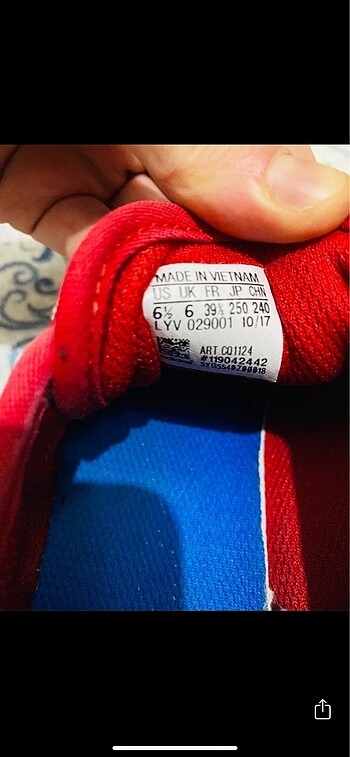 MADE IN VIETNAM
US UK FR JP CHN
6½ 6 39⅓ 250 240
LYV 029001 10/17
ART CQ1124
#119042442